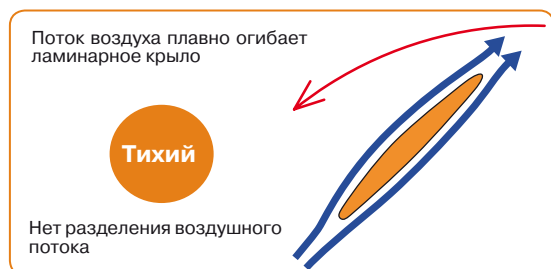 Поток воздуха плавно огибает
ламинарное крыло
Тихий
Нет разделения воздушного
потока